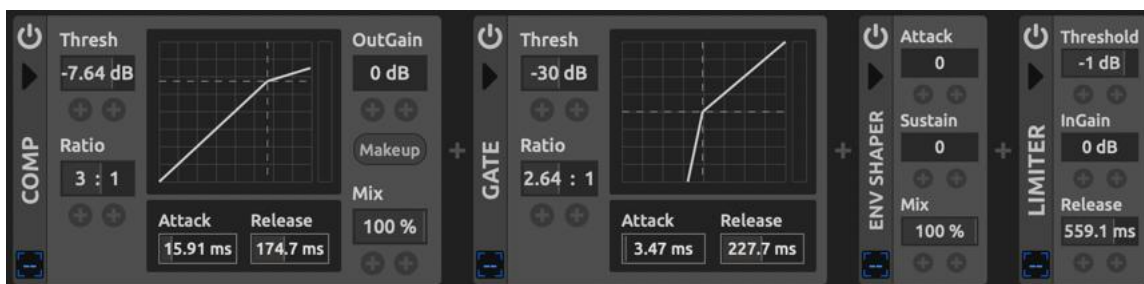 COMP
Thresh
-7.64 dB
Ratio
3 : 1
Attack
15.91 ms
Release
174.7 ms
OutGain
0 dB
Makeup
Mix
100 %
GATE
Thresh
-30 dB
Ratio
2.64 : 1
Attack
3.47 ms
Release
227.7 ms
ENV SHAPER
Attack
0
Sustain
0
Mix
100 %
LIMITER
Threshold
-1 dB
InGain
0 dB
Release
559.1 ms